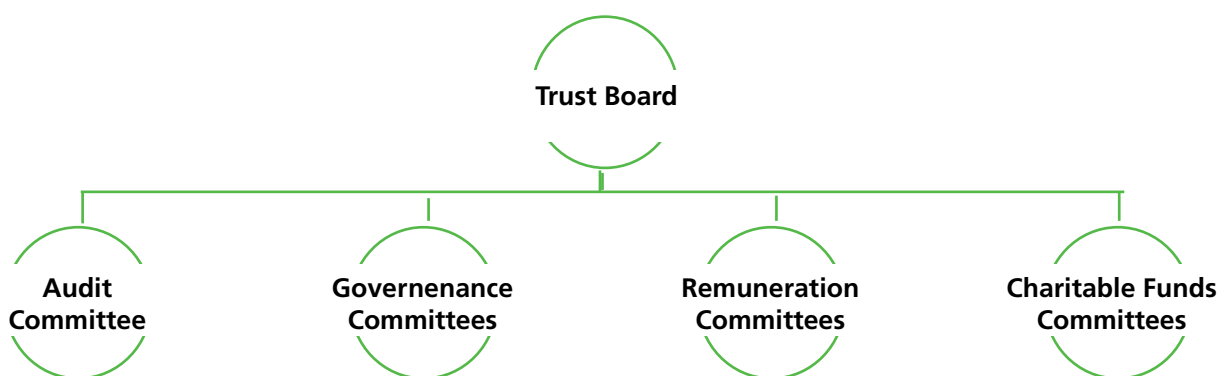 Trust Board
Audit
Committee
Governenance
Committees
Remuneration
Committees
Charitable Funds
Committees